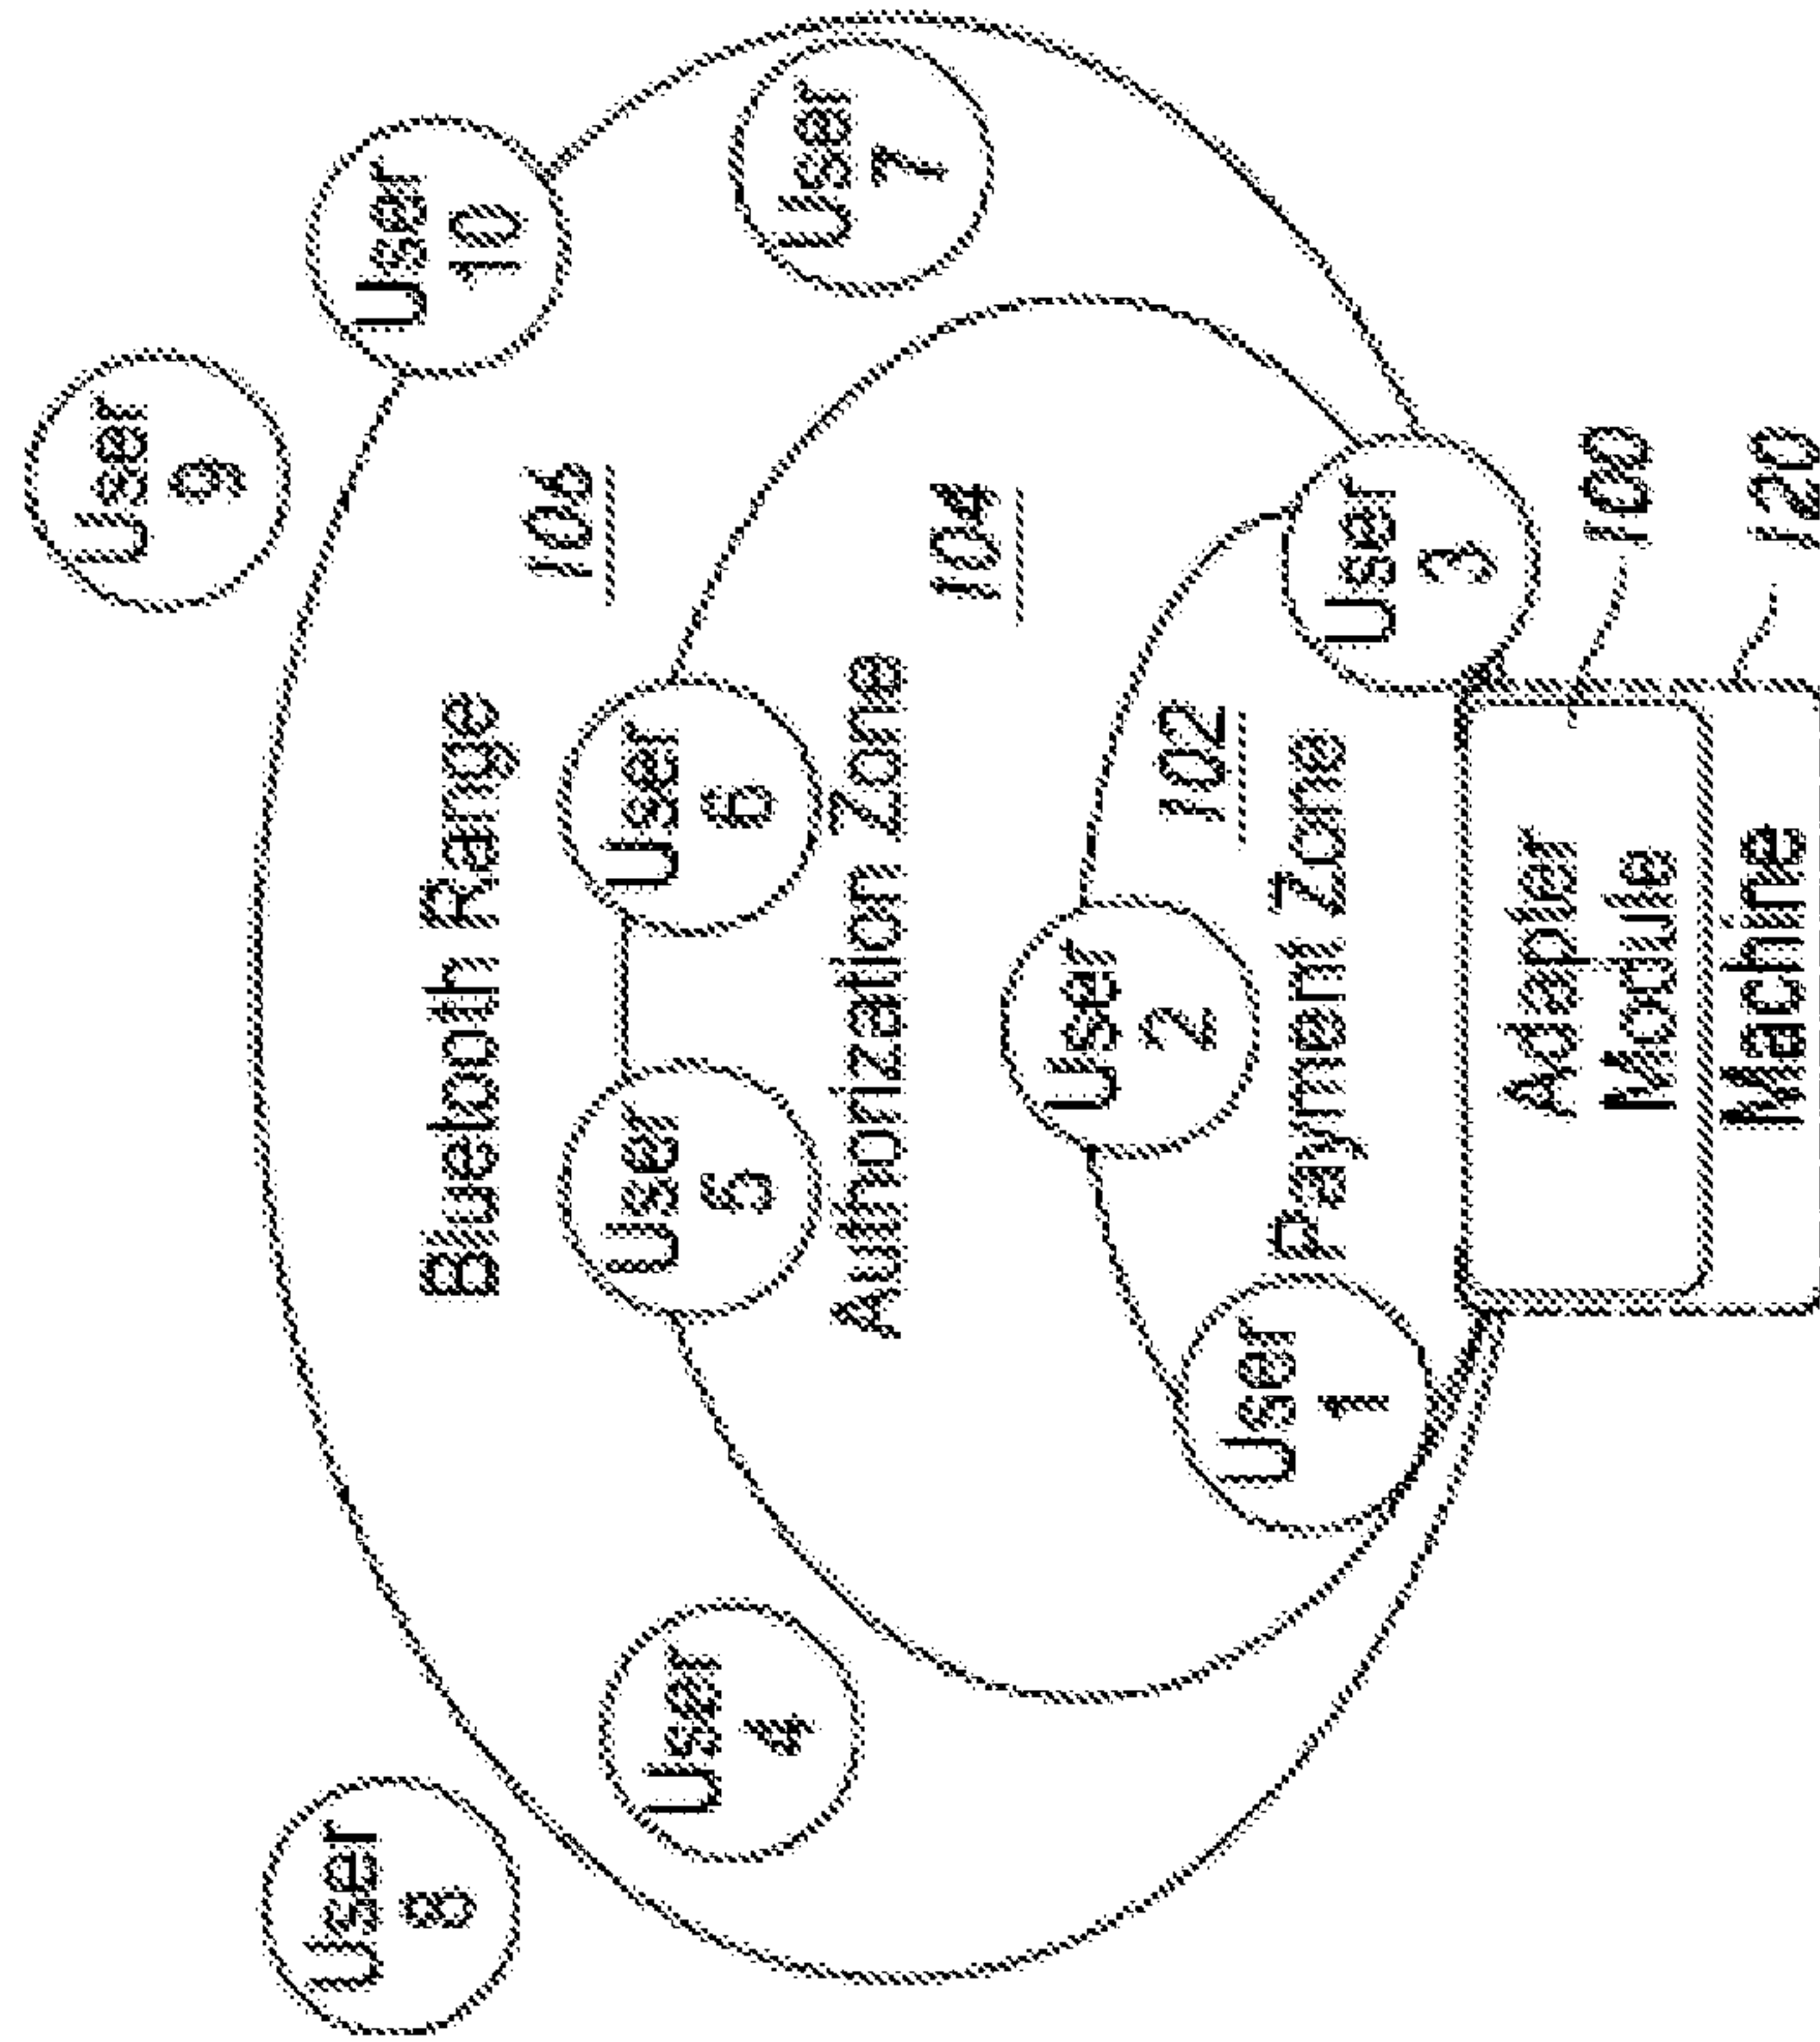 User
9
User
10
User
8
Bluetooth Range
106
User
7
User
4
User
5
User
6
Authorization Zone
104
User
2
102
User
1
Payment Zone
User
3
Adapter
Module
100
Machine
120